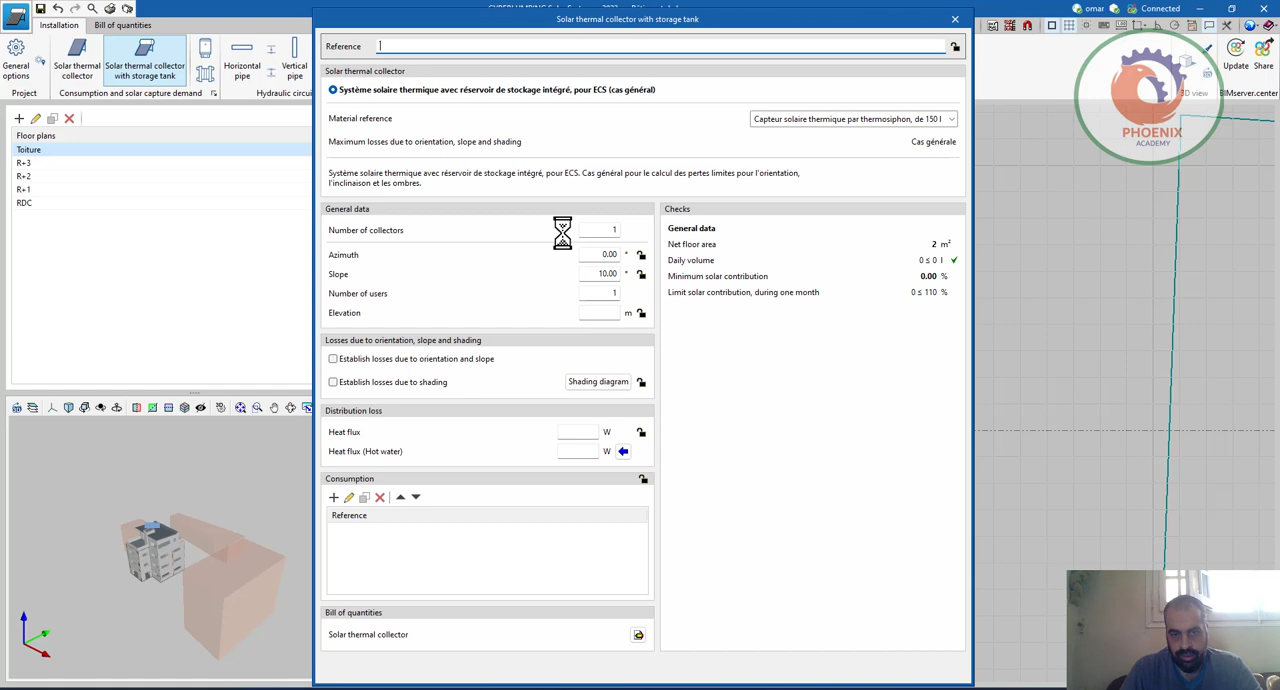 Solar thermal collector with storage tank
omar
Connected
Installation
Bill of quantities
General options
Solar thermal collector
Solar thermal collector with storage tank
Horizontal pipe
Vertical pipe
Project
Consumption and solar capture demand
Hydraulic circui
3D view
Update
Share
BIMserver.center
PHOENIX
ACADEMY
Floor plans
Toiture
R+3
R+2
R+1
RDC
Reference
Solar thermal collector
Système solaire thermique avec réservoir de stockage intégré, pour ECS (cas général)
Material reference
Capteur solaire thermique par thermosiphon, de 150 l
Maximum losses due to orientation, slope and shading
Cas générale
Système solaire thermique avec réservoir de stockage intégré, pour ECS. Cas général pour le calcul des pertes limites pour l'orientation,
l'inclinaison et les ombres.
General data
Number of collectors 1
Azimuth 0.00 °
Slope 10.00 °
Number of users 1
Elevation m
Losses due to orientation, slope and shading
Establish losses due to orientation and slope
Establish losses due to shading
Shading diagram
Distribution loss
Heat flux W
Heat flux (Hot water) W
Consumption
Reference
Bill of quantities
Solar thermal collector
Checks
General data
Net floor area 2 m²
Daily volume 0 ≤ 0 l
Minimum solar contribution 0.00 %
Limit solar contribution, during one month 0 ≤ 110 %